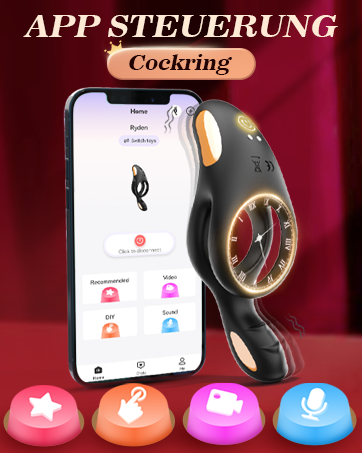 APP STEUERUNG
Cockring
Home
Ryden
Switch toys
Click to disconnect
Recommended
Video
DIY
Sound
Home